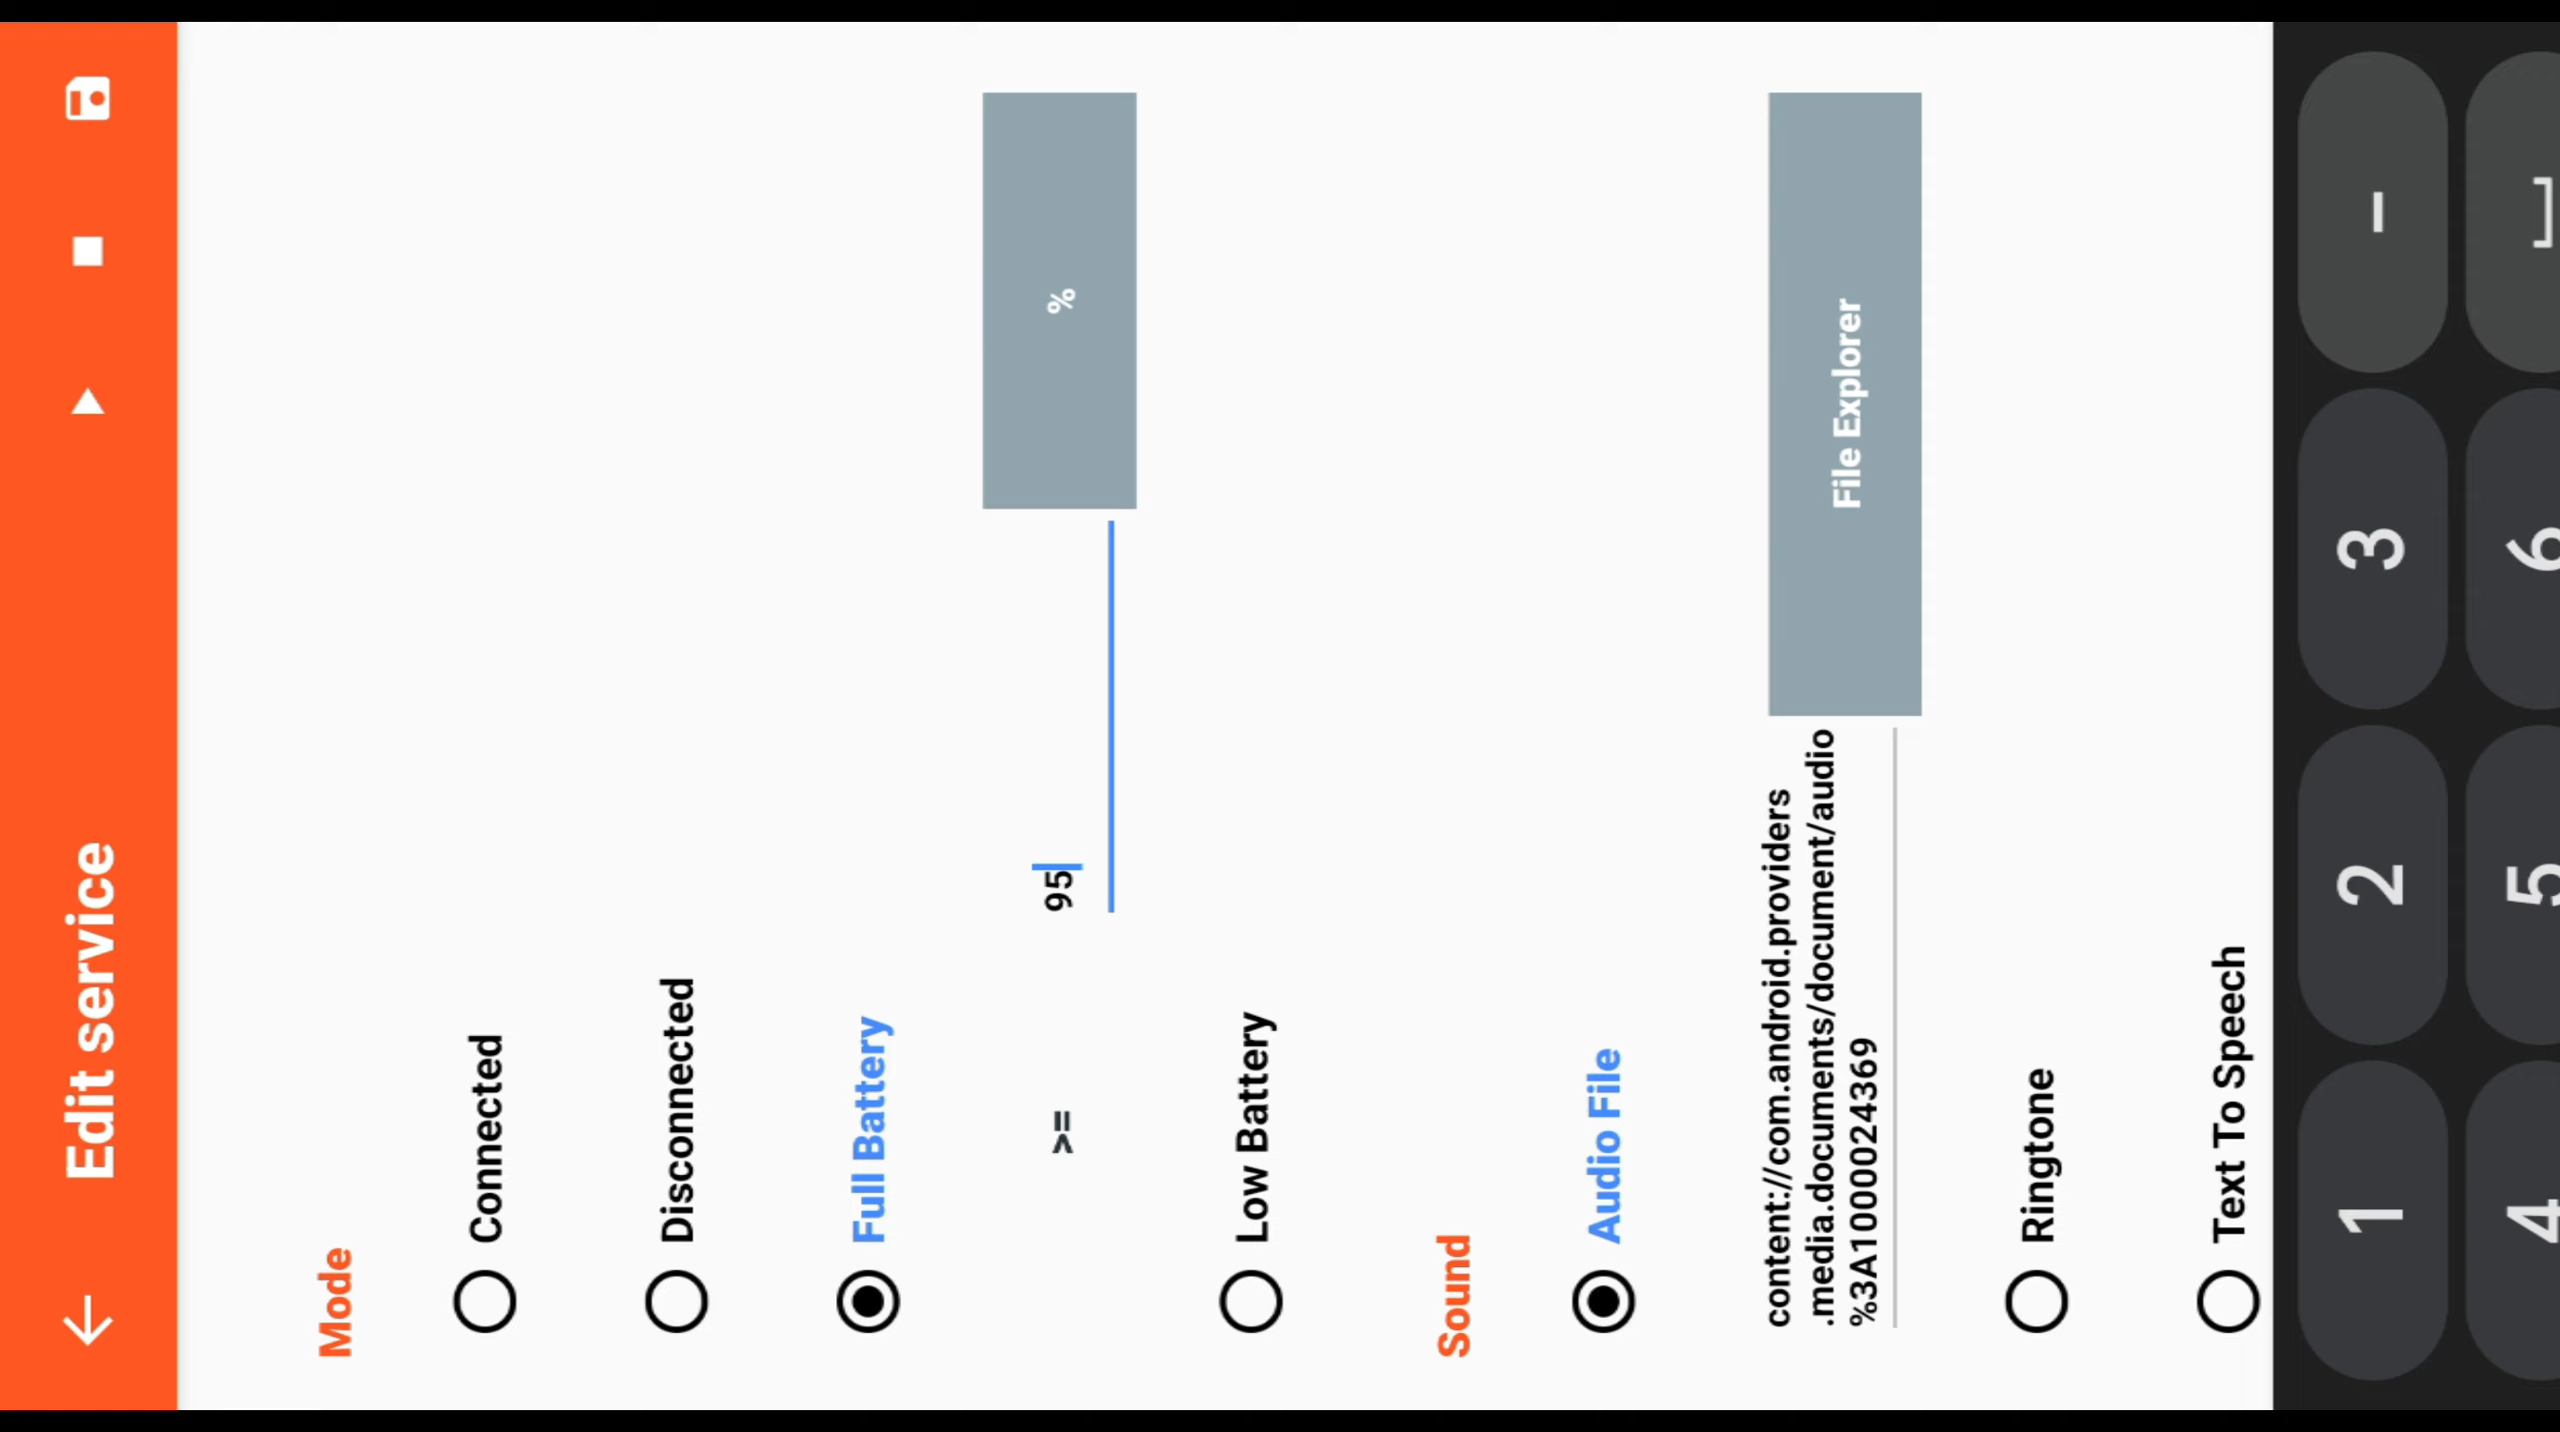 Edit service
Mode
Connected
Disconnected
Full Battery
>= 95 %
Low Battery
Sound
Audio File
content://com.android.providers
.media.documents/document/audio
%3A1000024369
File Explorer
Ringtone
Text To Speech
1 2 3 –
4 5 6